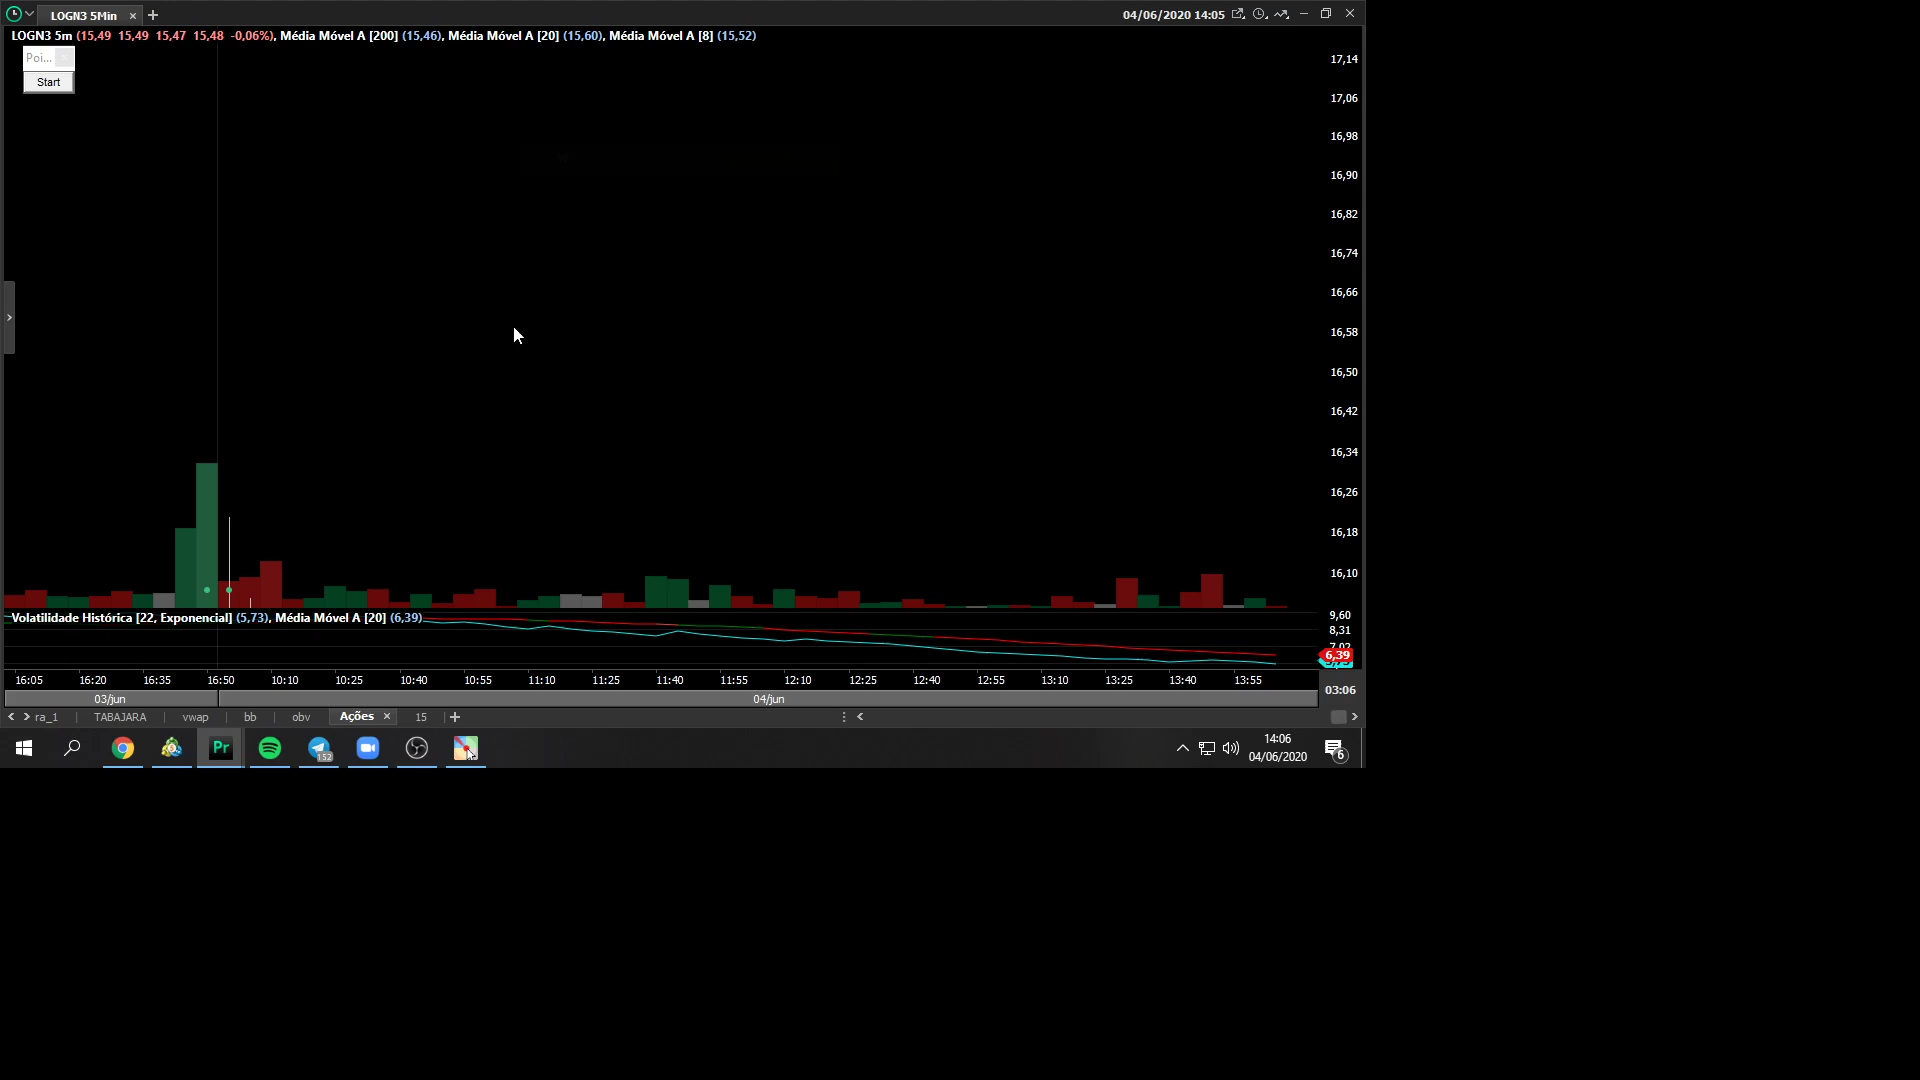 LOGN3 5Min
04/06/2020 14:05
LOGN3 5m (15,49 15,49 15,47 15,48 -0,06%), Média Móvel A [200] (15,46), Média Móvel A [20] (15,60), Média Móvel A [8] (15,52)
Poi...
Start
17,14
17,06
16,98
16,90
16,82
16,74
16,66
16,58
16,50
16,42
16,34
16,26
16,18
16,10
Volatilidade Histórica [22, Exponencial] (5,73), Média Móvel A [20] (6,39)
9,60
8,31
6,39
16:05 16:20 16:35 16:50 10:10 10:25 10:40 10:55 11:10 11:25 11:40 11:55 12:10 12:25 12:40 12:55 13:10 13:25 13:40 13:55
03:06
03/jun 04/jun
ra_1 TABAJARA vwap bb obv Ações 15
Pr
152
14:06
04/06/2020
6